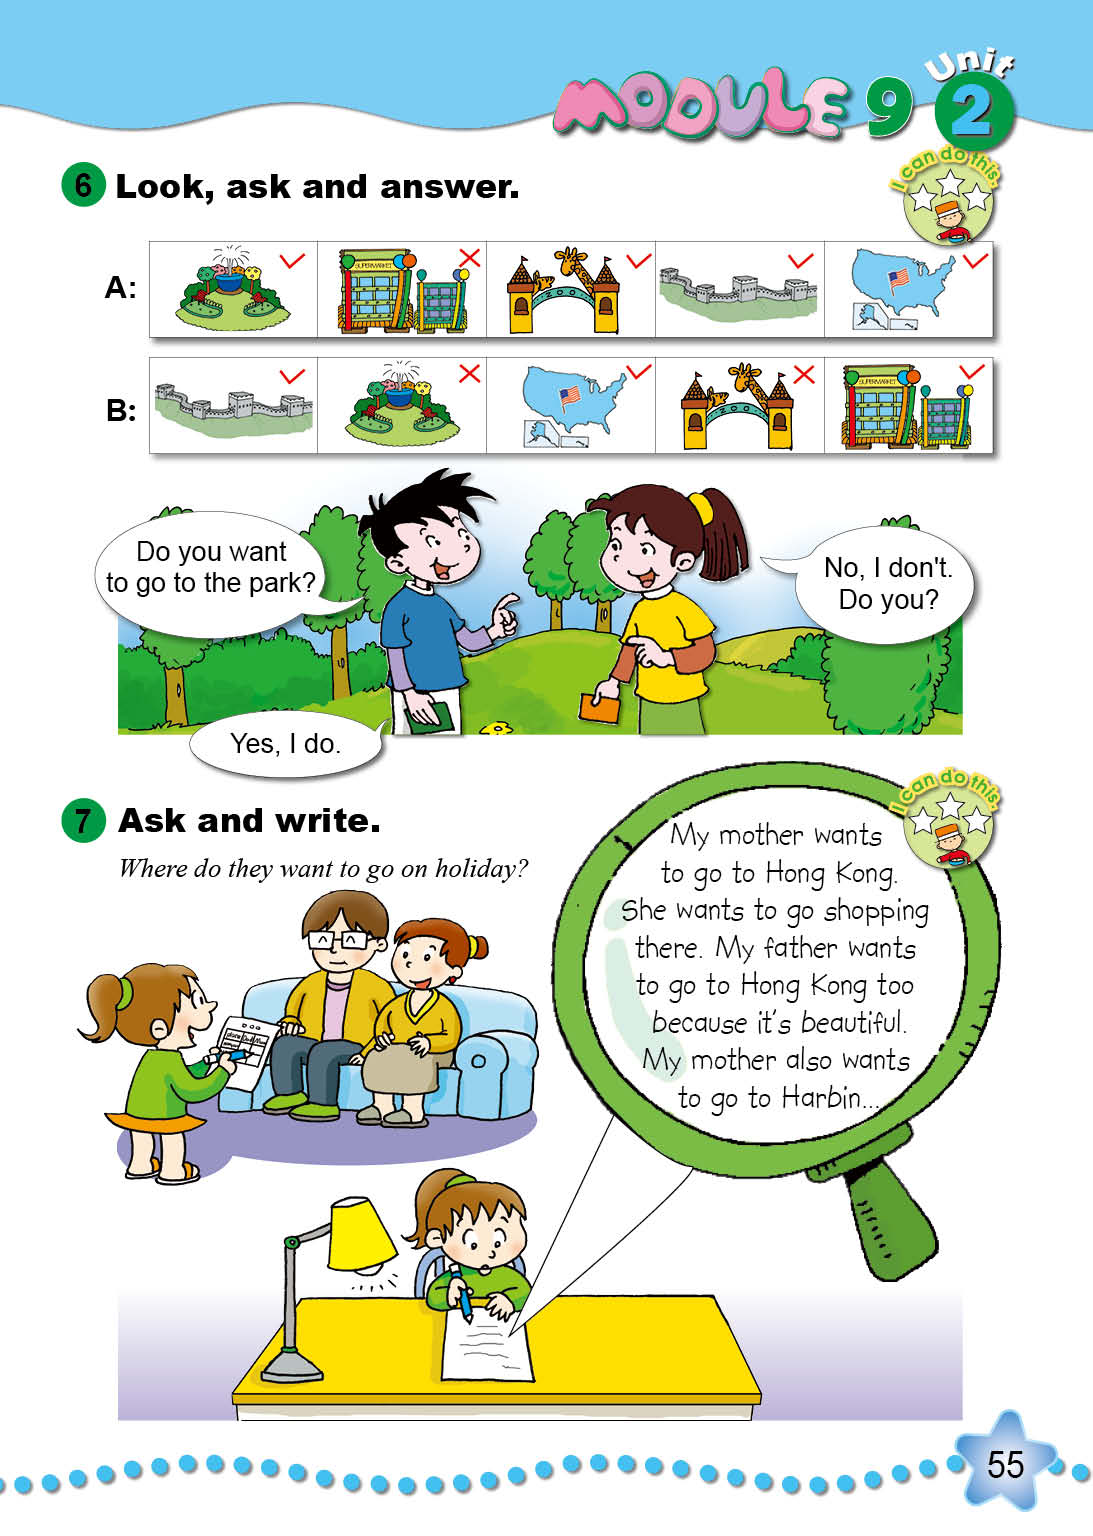 MODULE 9 Unit 2
I can do this.
6 Look, ask and answer.
A:
SUPERMARKET
ZOO
B:
ZOO
SUPERMARKET
Do you want
to go to the park?
No, I don't.
Do you?
Yes, I do.
7 Ask and write.
I can do this.
Where do they want to go on holiday?
My mother wants
to go to Hong Kong.
She wants to go shopping
there. My father wants
to go to Hong Kong too
because it's beautiful.
My mother also wants
to go to Harbin...
55